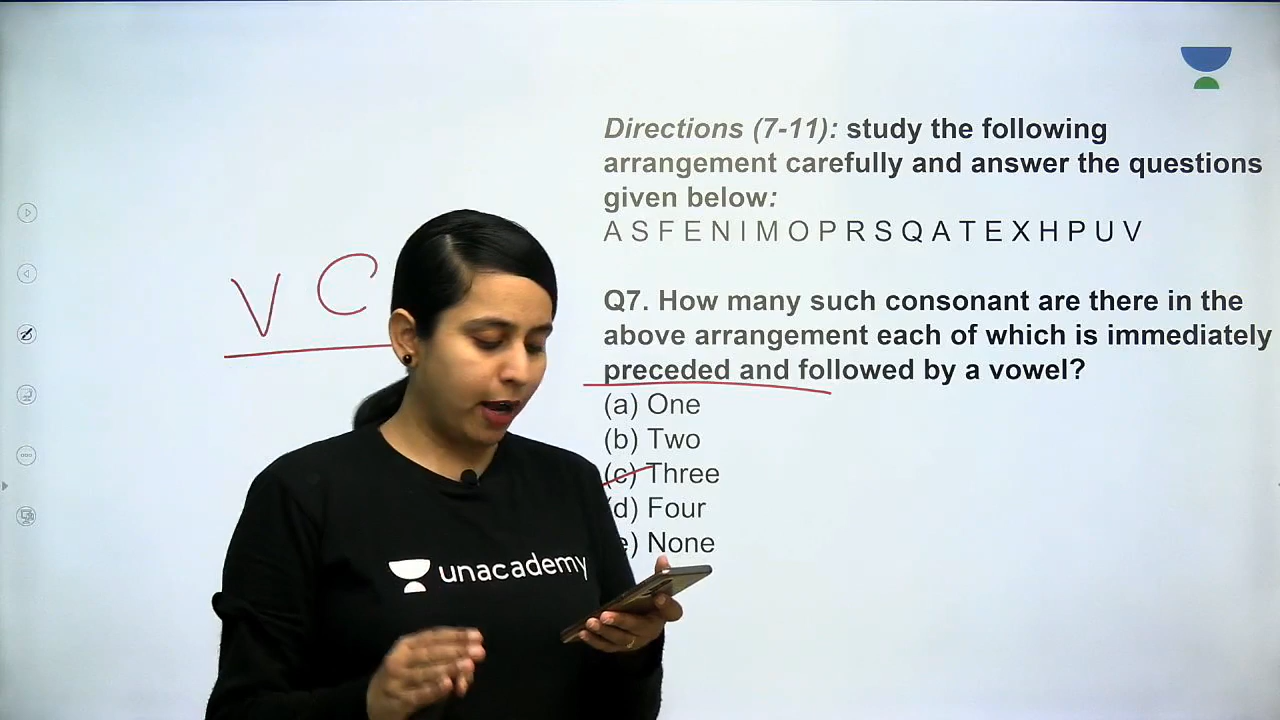 Directions (7-11): study the following
arrangement carefully and answer the questions
given below:
A S F E N I M O P R S Q A T E X H P U V
Q7. How many such consonant are there in the
above arrangement each of which is immediately
preceded and followed by a vowel?
(a) One
(b) Two
(c) Three
(d) Four
e) None
V C
unacademy